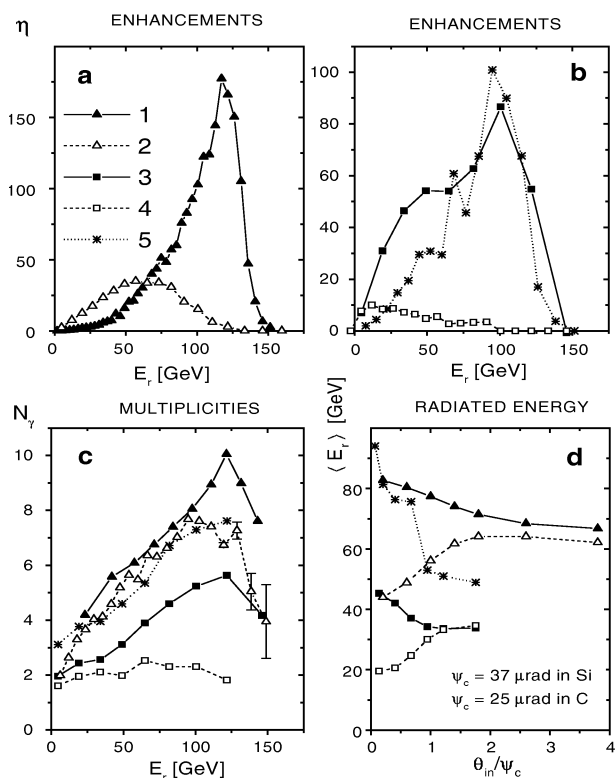 η ENHANCEMENTS ENHANCEMENTS
a
1
2
3
4
5
175
150
100
50
0
0 50 100 150
E_r [GeV]
b
100
80
60
40
20
10
0
0 50 100 150
E_r [GeV]
N_γ MULTIPLICITIES
c
10
8
6
4
2
0
0 50 100 150
E_r [GeV]
RADIATED ENERGY
⟨E_r⟩ [GeV]
d
80
60
40
20
0
0 1 2 3 4
ψ_c = 37 μrad in Si
ψ_c = 25 μrad in C
θ_in/ψ_c